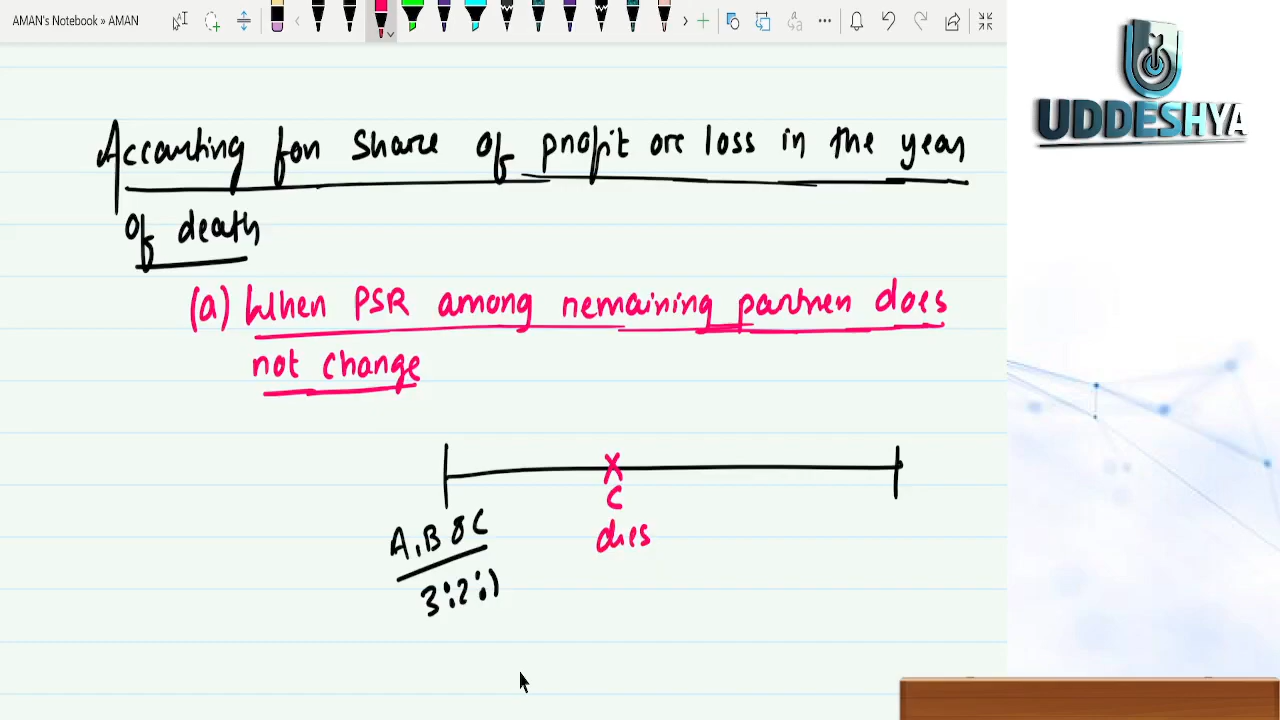 AMAN's Notebook » AMAN
UDDESHYA
Accounting for Share of profit or loss in the year
of death
(a) When PSR among remaining partner does
not change
X
C
dies
A, B & C
3:2:1